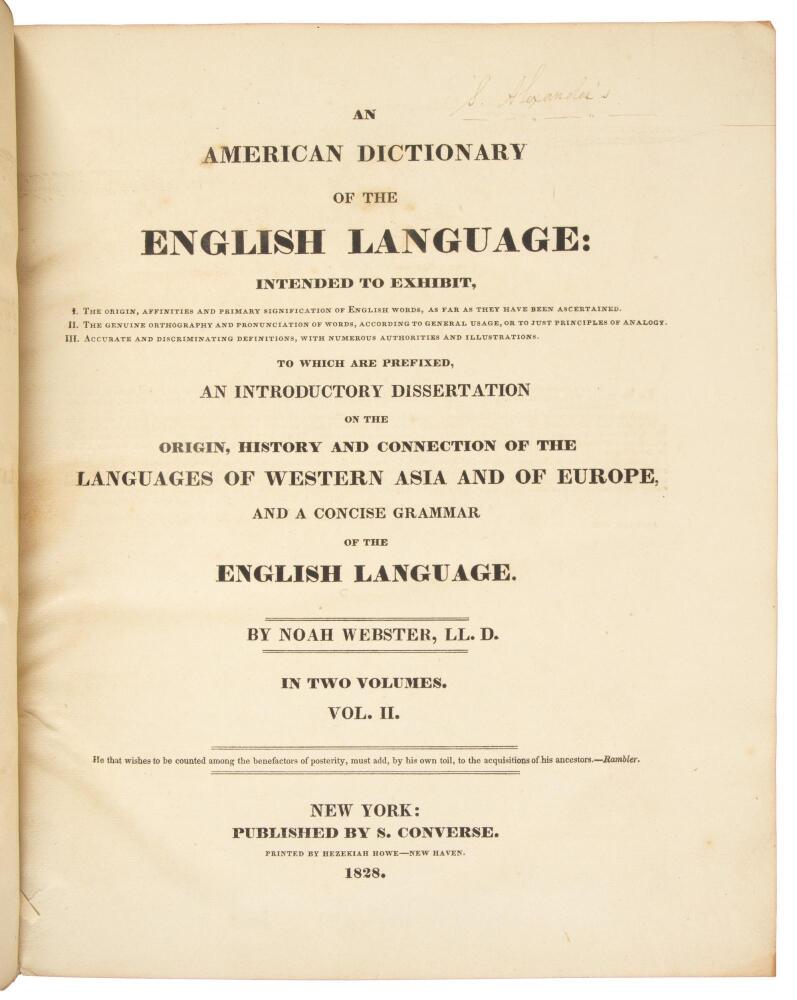 S. Alexander's
AN
AMERICAN DICTIONARY
OF THE
ENGLISH LANGUAGE:
INTENDED TO EXHIBIT,
I. THE ORIGIN, AFFINITIES AND PRIMARY SIGNIFICATION OF ENGLISH WORDS, AS FAR AS THEY HAVE BEEN ASCERTAINED.
II. THE GENUINE ORTHOGRAPHY AND PRONUNCIATION OF WORDS, ACCORDING TO GENERAL USAGE, OR TO JUST PRINCIPLES OF ANALOGY.
III. ACCURATE AND DISCRIMINATING DEFINITIONS, WITH NUMEROUS AUTHORITIES AND ILLUSTRATIONS.
TO WHICH ARE PREFIXED,
AN INTRODUCTORY DISSERTATION
ON THE
ORIGIN, HISTORY AND CONNECTION OF THE
LANGUAGES OF WESTERN ASIA AND OF EUROPE,
AND A CONCISE GRAMMAR
OF THE
ENGLISH LANGUAGE.
BY NOAH WEBSTER, LL. D.
IN TWO VOLUMES.
VOL. II.
He that wishes to be counted among the benefactors of posterity, must add, by his own toil, to the acquisitions of his ancestors.—Rambler.
NEW YORK:
PUBLISHED BY S. CONVERSE.
PRINTED BY HEZEKIAH HOWE—NEW HAVEN.
1828.